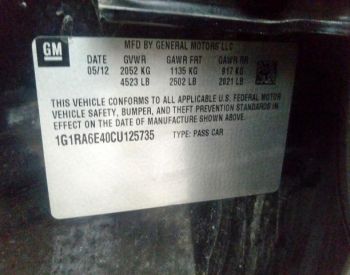 GM
MFD BY GENERAL MOTORS LLC
DATE GVWR GAWR FRT GAWR RR
05/12 2052 KG 1135 KG 917 KG
4523 LB 2502 LB 2021 LB
THIS VEHICLE CONFORMS TO ALL APPLICABLE U.S. FEDERAL MOTOR
VEHICLE SAFETY, BUMPER, AND THEFT PREVENTION STANDARDS IN
EFFECT ON THE DATE OF MANUFACTURE SHOWN ABOVE.
1G1RA6E40CU125735 TYPE: PASS CAR